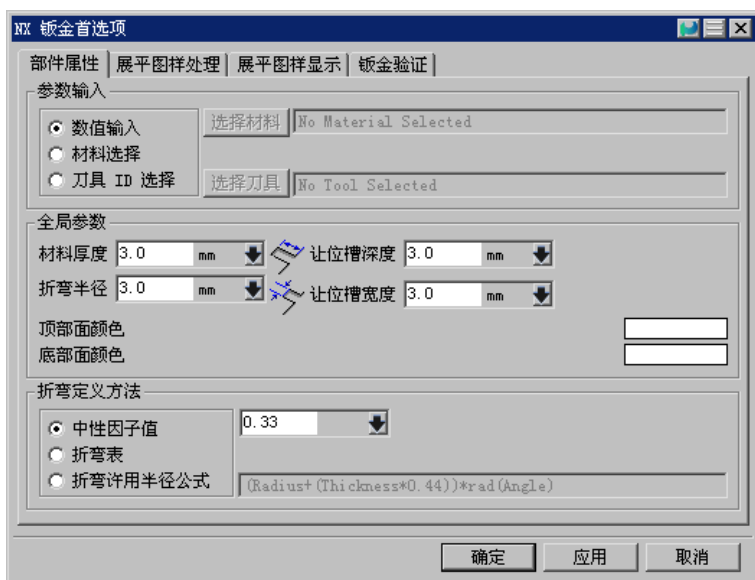 NX 钣金首选项
部件属性 展平图样处理 展平图样显示 钣金验证
参数输入
数值输入
选择材料 No Material Selected
材料选择
刀具 ID 选择
选择刀具 No Tool Selected
全局参数
材料厚度 3.0 mm 让位槽深度 3.0 mm
折弯半径 3.0 mm 让位槽宽度 3.0 mm
顶部面颜色
底部面颜色
折弯定义方法
中性因子值 0.33
折弯表
折弯许用半径公式 (Radius+(Thickness*0.44))*rad(Angle)
确定 应用 取消